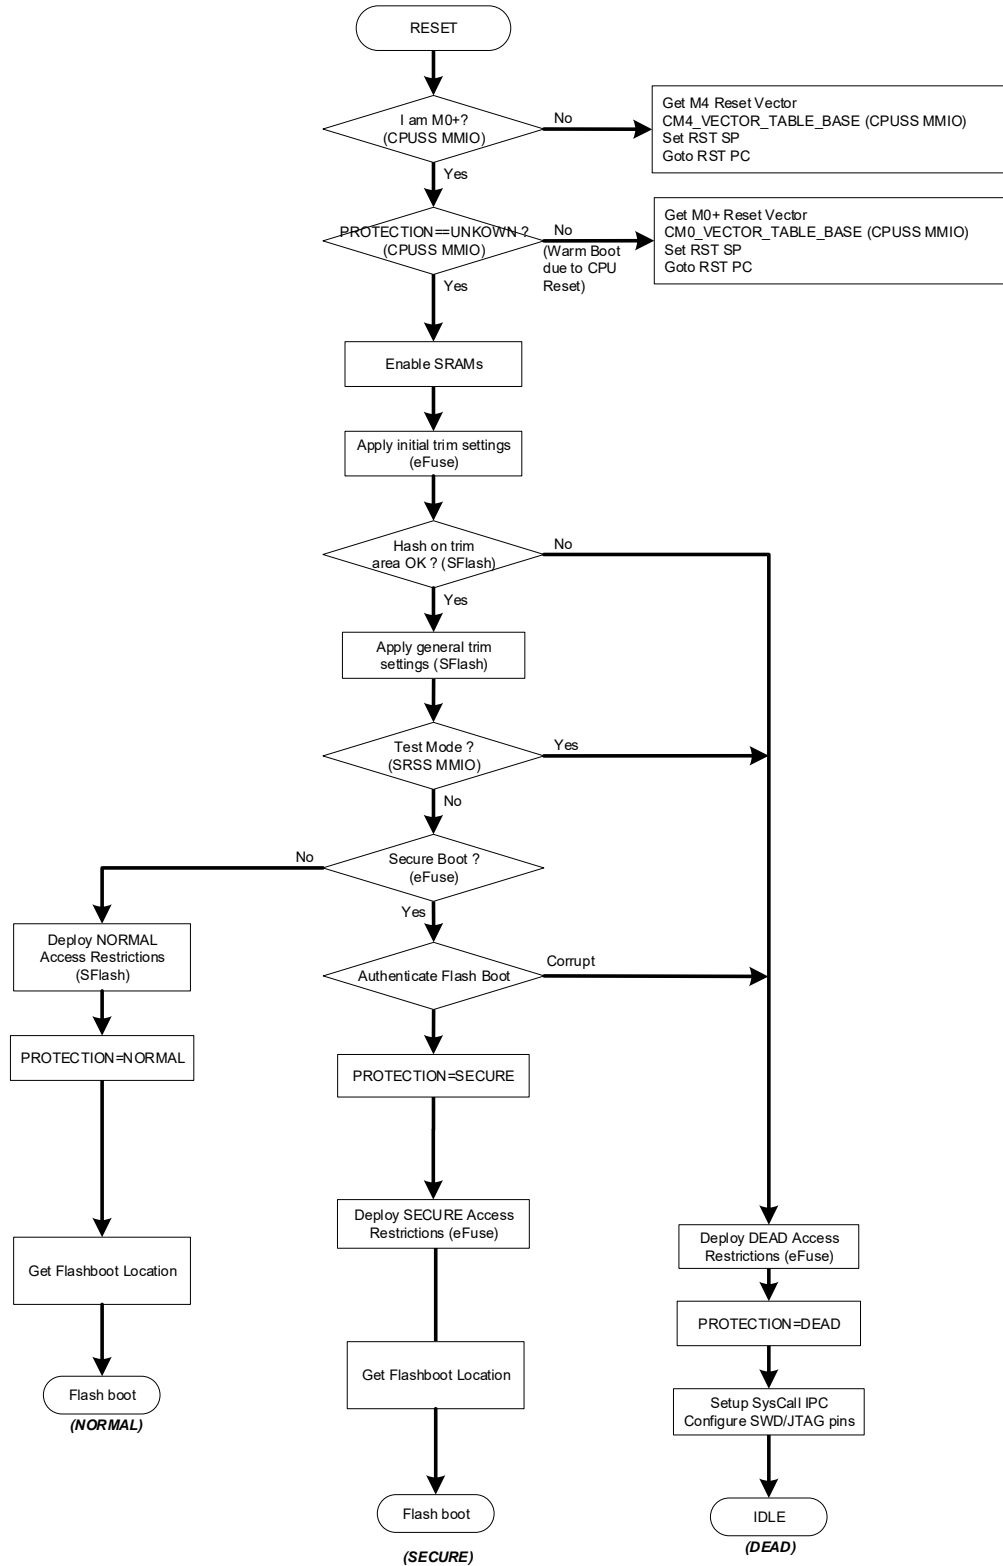 RESET
I am M0+?
(CPUSS MMIO)
No
Get M4 Reset Vector
CM4_VECTOR_TABLE_BASE (CPUSS MMIO)
Set RST SP
Goto RST PC
Yes
PROTECTION==UNKOWN ?
(CPUSS MMIO)
No
(Warm Boot
due to CPU
Reset)
Get M0+ Reset Vector
CM0_VECTOR_TABLE_BASE (CPUSS MMIO)
Set RST SP
Goto RST PC
Yes
Enable SRAMs
Apply initial trim settings
(eFuse)
Hash on trim
area OK ? (SFlash)
No
Yes
Apply general trim
settings (SFlash)
Test Mode ?
(SRSS MMIO)
Yes
No
Secure Boot ?
(eFuse)
No
Yes
Deploy NORMAL
Access Restrictions
(SFlash)
Authenticate Flash Boot
Corrupt
PROTECTION=NORMAL
PROTECTION=SECURE
Deploy SECURE Access
Restrictions (eFuse)
Deploy DEAD Access
Restrictions (eFuse)
Get Flashboot Location
PROTECTION=DEAD
Get Flashboot Location
Flash boot
(NORMAL)
Setup SysCall IPC
Configure SWD/JTAG pins
Flash boot
(SECURE)
IDLE
(DEAD)